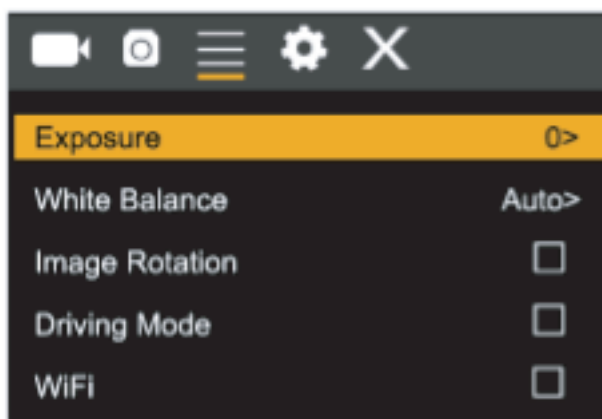 Exposure 0>
White Balance Auto>
Image Rotation
Driving Mode
WiFi